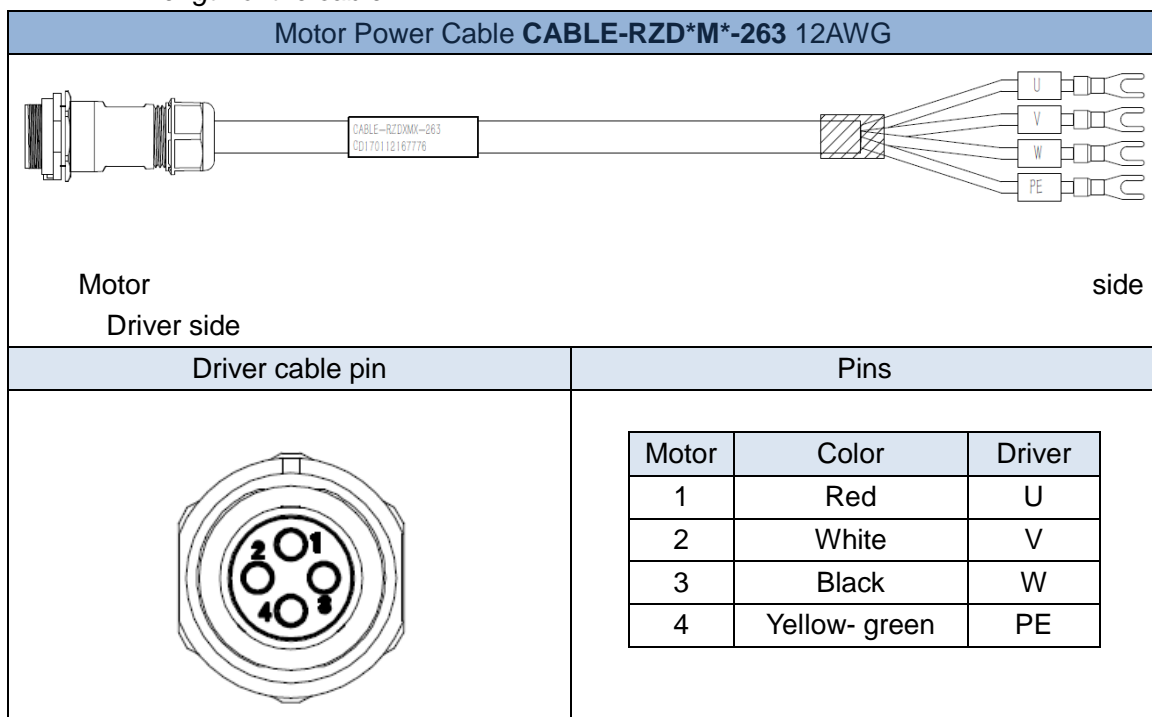 Motor Power Cable CABLE-RZD*M*-263 12AWG
U
CABLE-RZDXMX-263
V
CD170112167776
W
PE
Motor side
Driver side
Driver cable pin Pins
Motor Color Driver
1 Red U
2 White V
3 Black W
4 Yellow- green PE
2 1
4 3